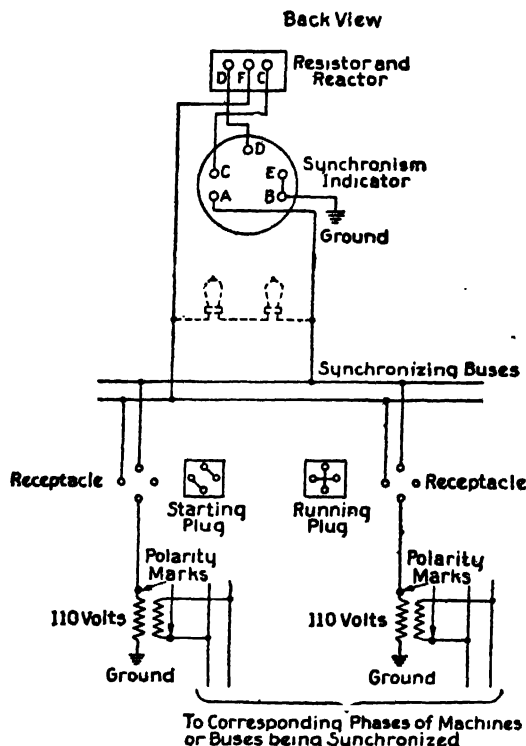 Back View
Resistor and
Reactor
D F C
D
C E
A B
Synchronism
Indicator
Ground
Synchronizing Buses
Receptacle
Starting
Plug
Running
Plug
Receptacle
Polarity
Marks
Polarity
Marks
110 Volts
110 Volts
Ground
Ground
To Corresponding Phases of Machines
or Buses being Synchronized